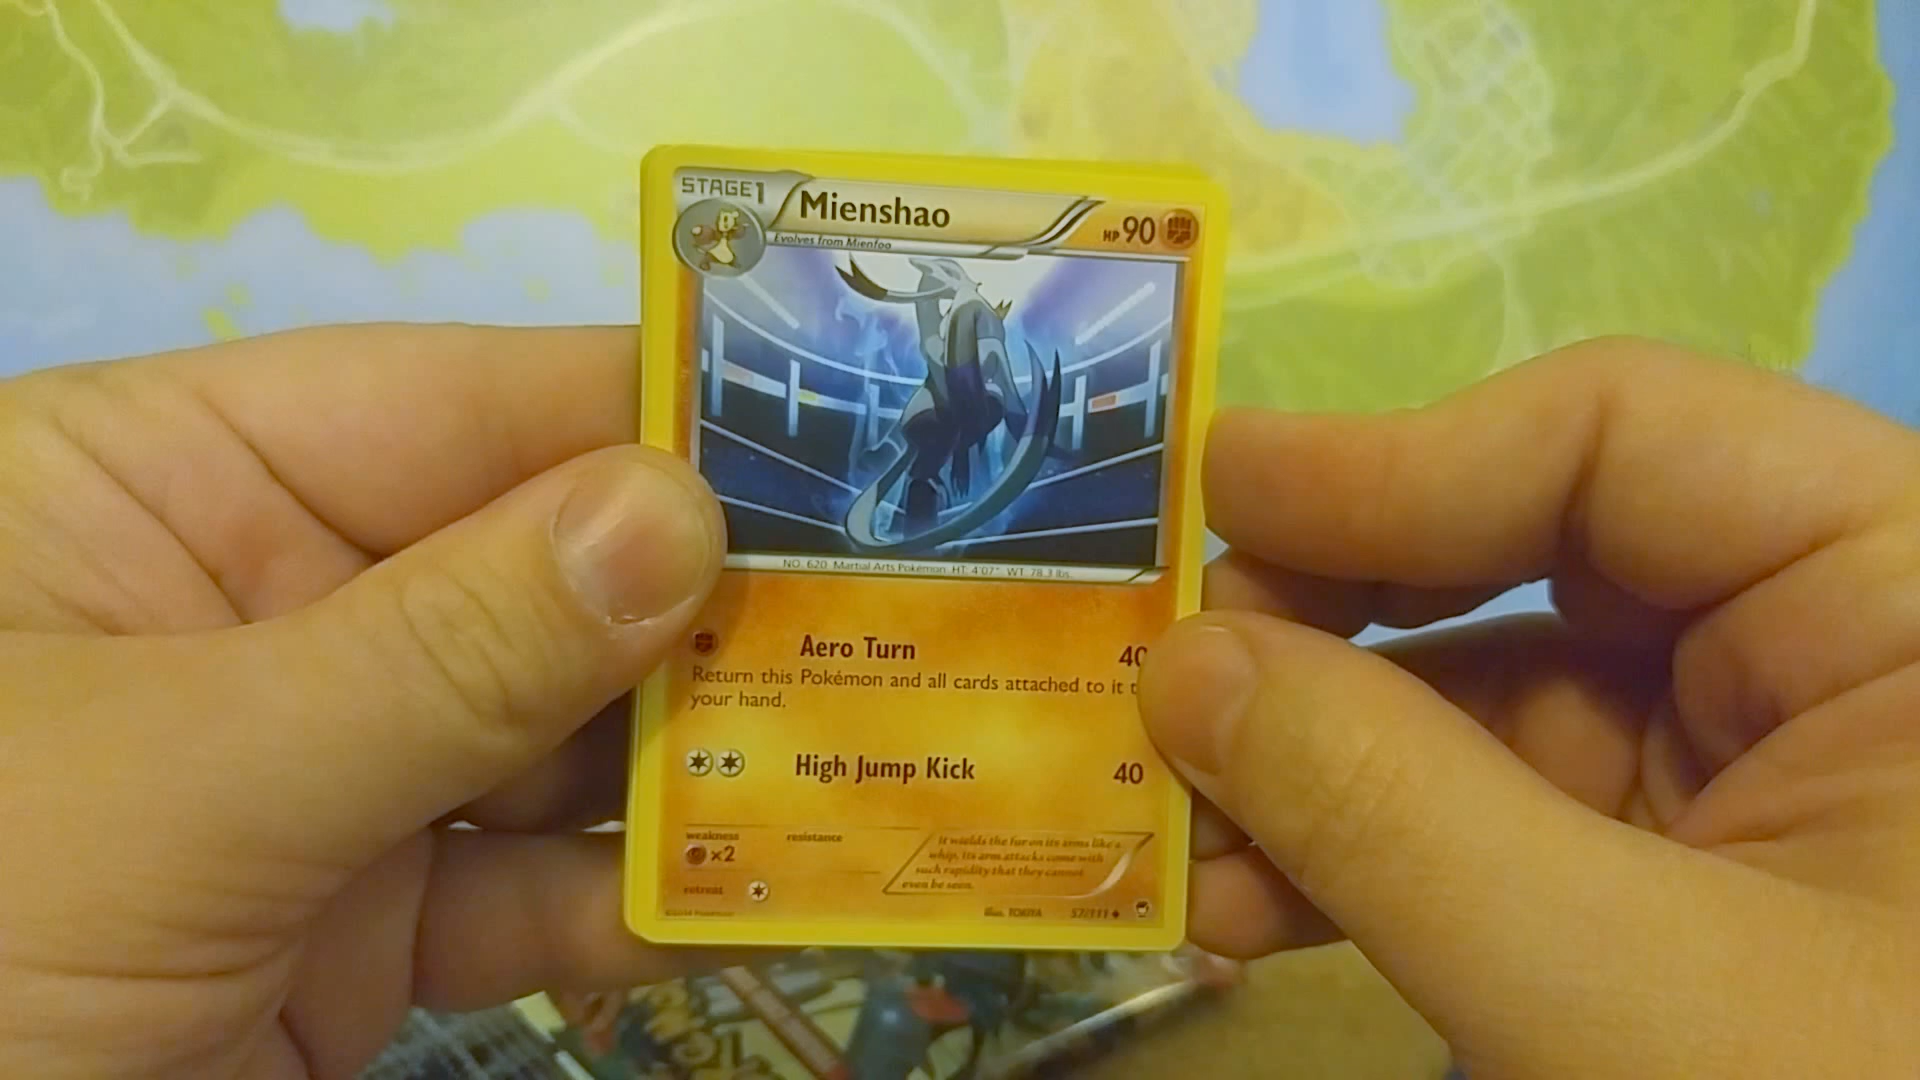 STAGE1
Mienshao
HP 90
Evolves from Mienfoo
NO. 620 Martial Arts Pokémon HT: 4'07" WT: 78.3 lbs.
Aero Turn 40
Return this Pokémon and all cards attached to it t
your hand.
High Jump Kick 40
weakness
×2
resistance
retreat
It wields the fur on its arms like a
whip. Its arm attacks come with
such rapidity that they cannot
even be seen.
©2014 Pokémon
Illus. TOKIYA
57/111